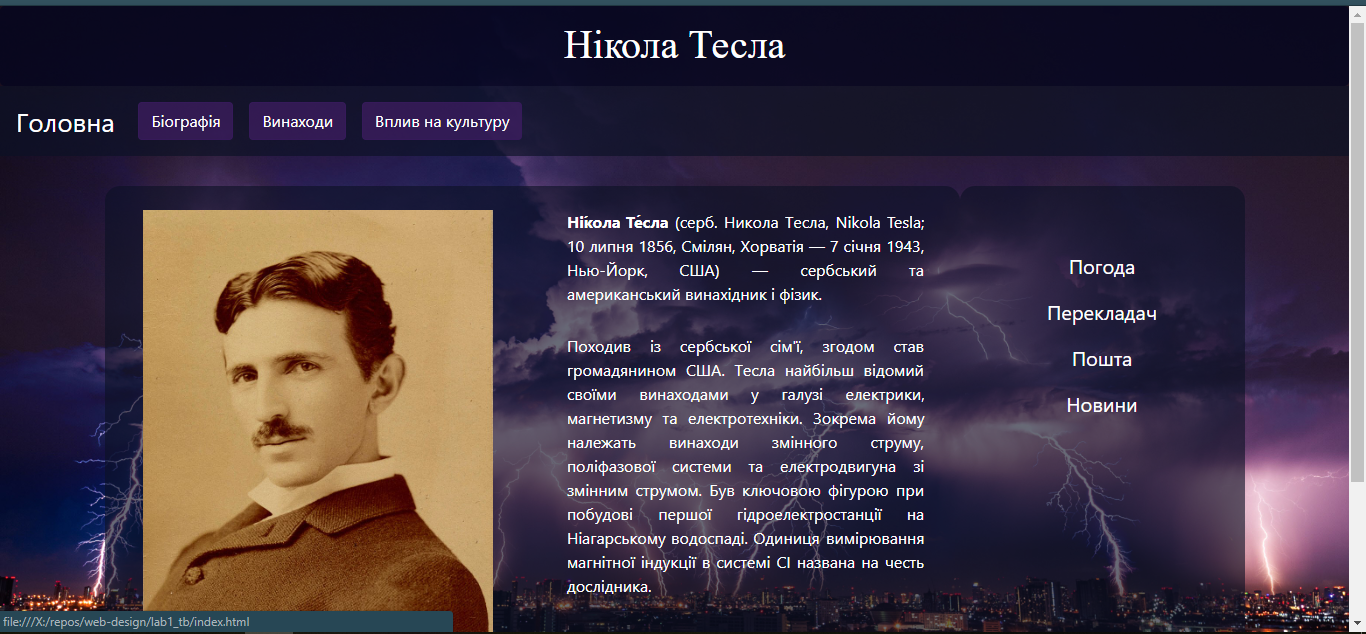 Нікола Тесла
Головна
Біографія
Винаходи
Вплив на культуру
Ні́кола Те́сла (серб. Никола Тесла, Nikola Tesla;
10 липня 1856, Смілян, Хорватія — 7 січня 1943,
Нью-Йорк, США) — сербський та
американський винахідник і фізик.
Походив із сербської сім'ї, згодом став
громадянином США. Тесла найбільш відомий
своїми винаходами у галузі електрики,
магнетизму та електротехніки. Зокрема йому
належать винаходи змінного струму,
поліфазової системи та електродвигуна зі
змінним струмом. Був ключовою фігурою при
побудові першої гідроелектростанції на
Ніагарському водоспаді. Одиниця вимірювання
магнітної індукції в системі СІ названа на честь
дослідника.
Погода
Перекладач
Пошта
Новини
file:///X:/repos/web-design/lab1_tb/index.html